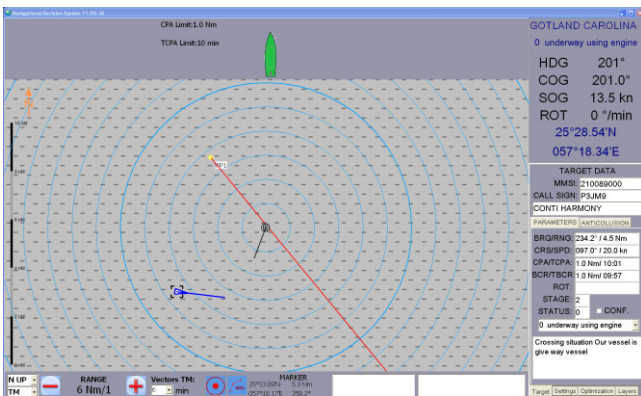 Navigational Decision System 11:06:36
CPA Limit:1.0 Nm
TCPA Limit:10 min
GOTLAND CAROLINA
0 underway using engine
HDG 201°
COG 201.0°
SOG 13.5 kn
ROT 0 °/min
25°28.54'N
057°18.34'E
TARGET DATA
MMSI: 210089000
CALL SIGN: P3JM9
CONTI HARMONY
PARAMETERS ANTICOLLISION
BRG/RNG: 234.2° / 4.5 Nm
CRS/SPD: 097.0° / 20.0 kn
CPA/TCPA: 1.0 Nm/ 10:01
BCR/TBCR 1.0 Nm/ 09:57
ROT:
STAGE: 2
STATUS: 0 CONF.
0 underway using engine
Crossing situation Our vessel is
give way vessel
N UP
TM
RANGE
6 Nm/1
Vectors TM:
6 min
MARKER
5.3 Nm
Target Settings Optimization Layers